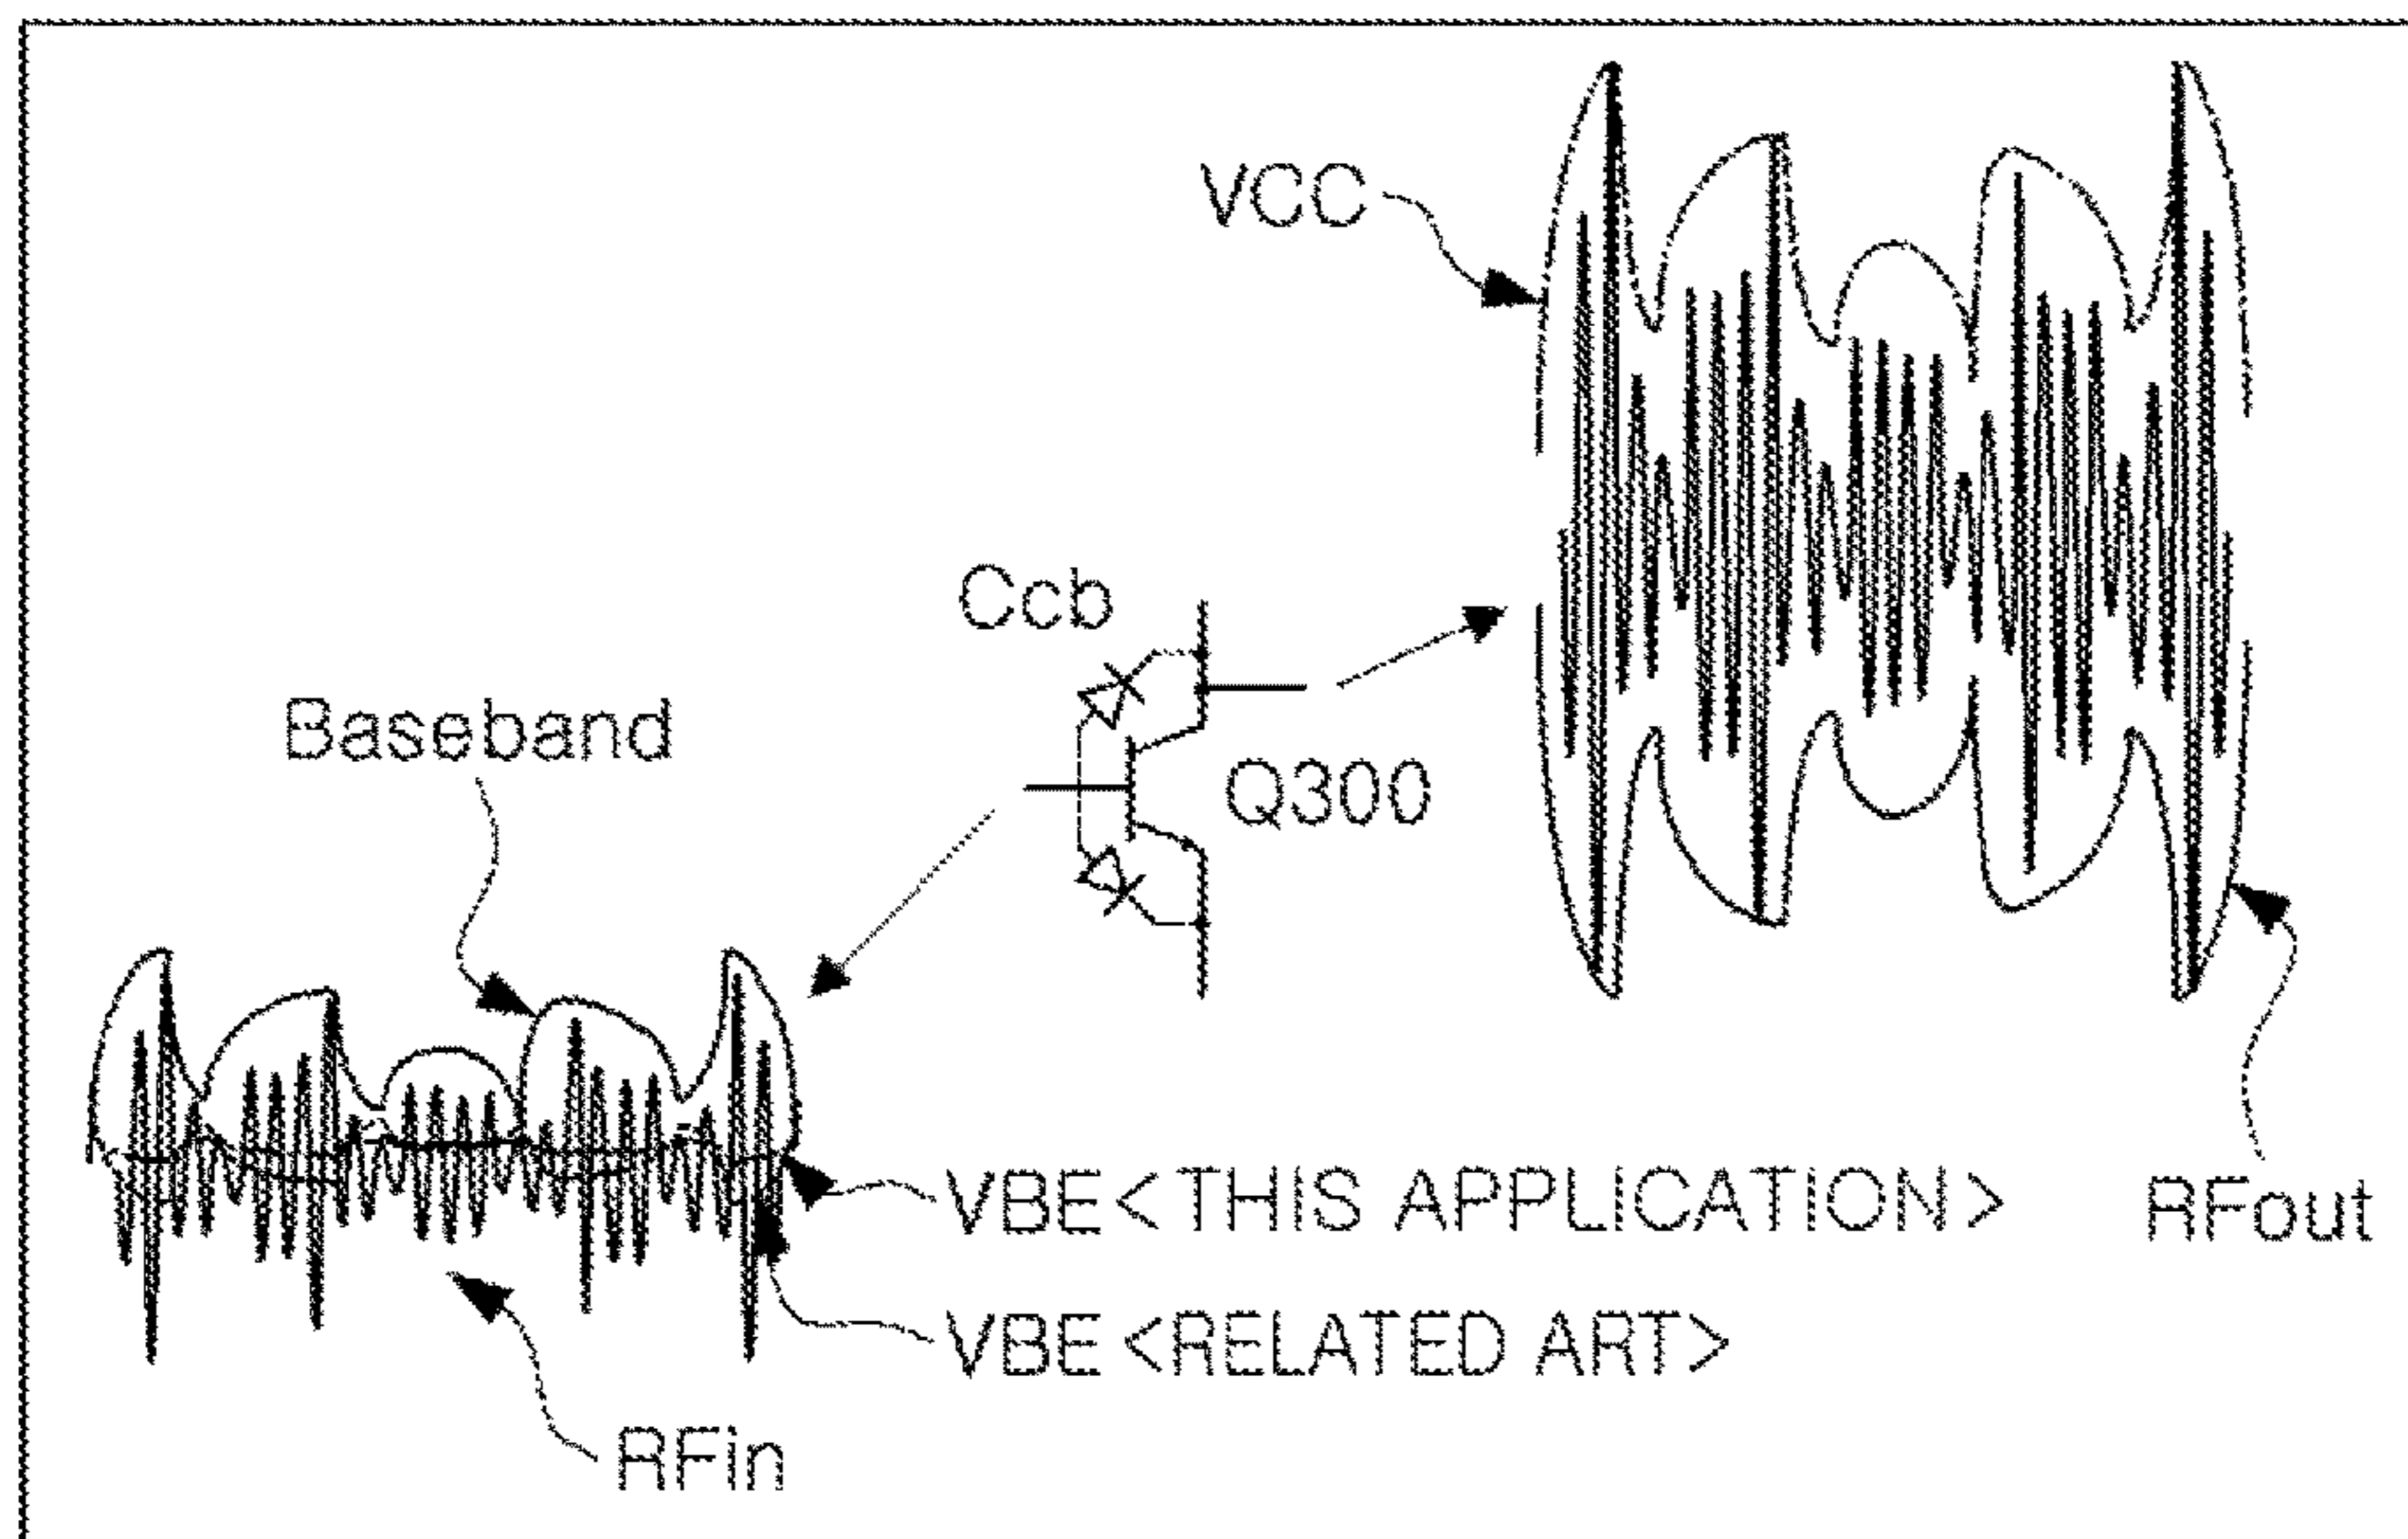 VCC
Ccb
Baseband
Q300
VBE<THIS APPLICATION>
RFout
VBE<RELATED ART>
RFin